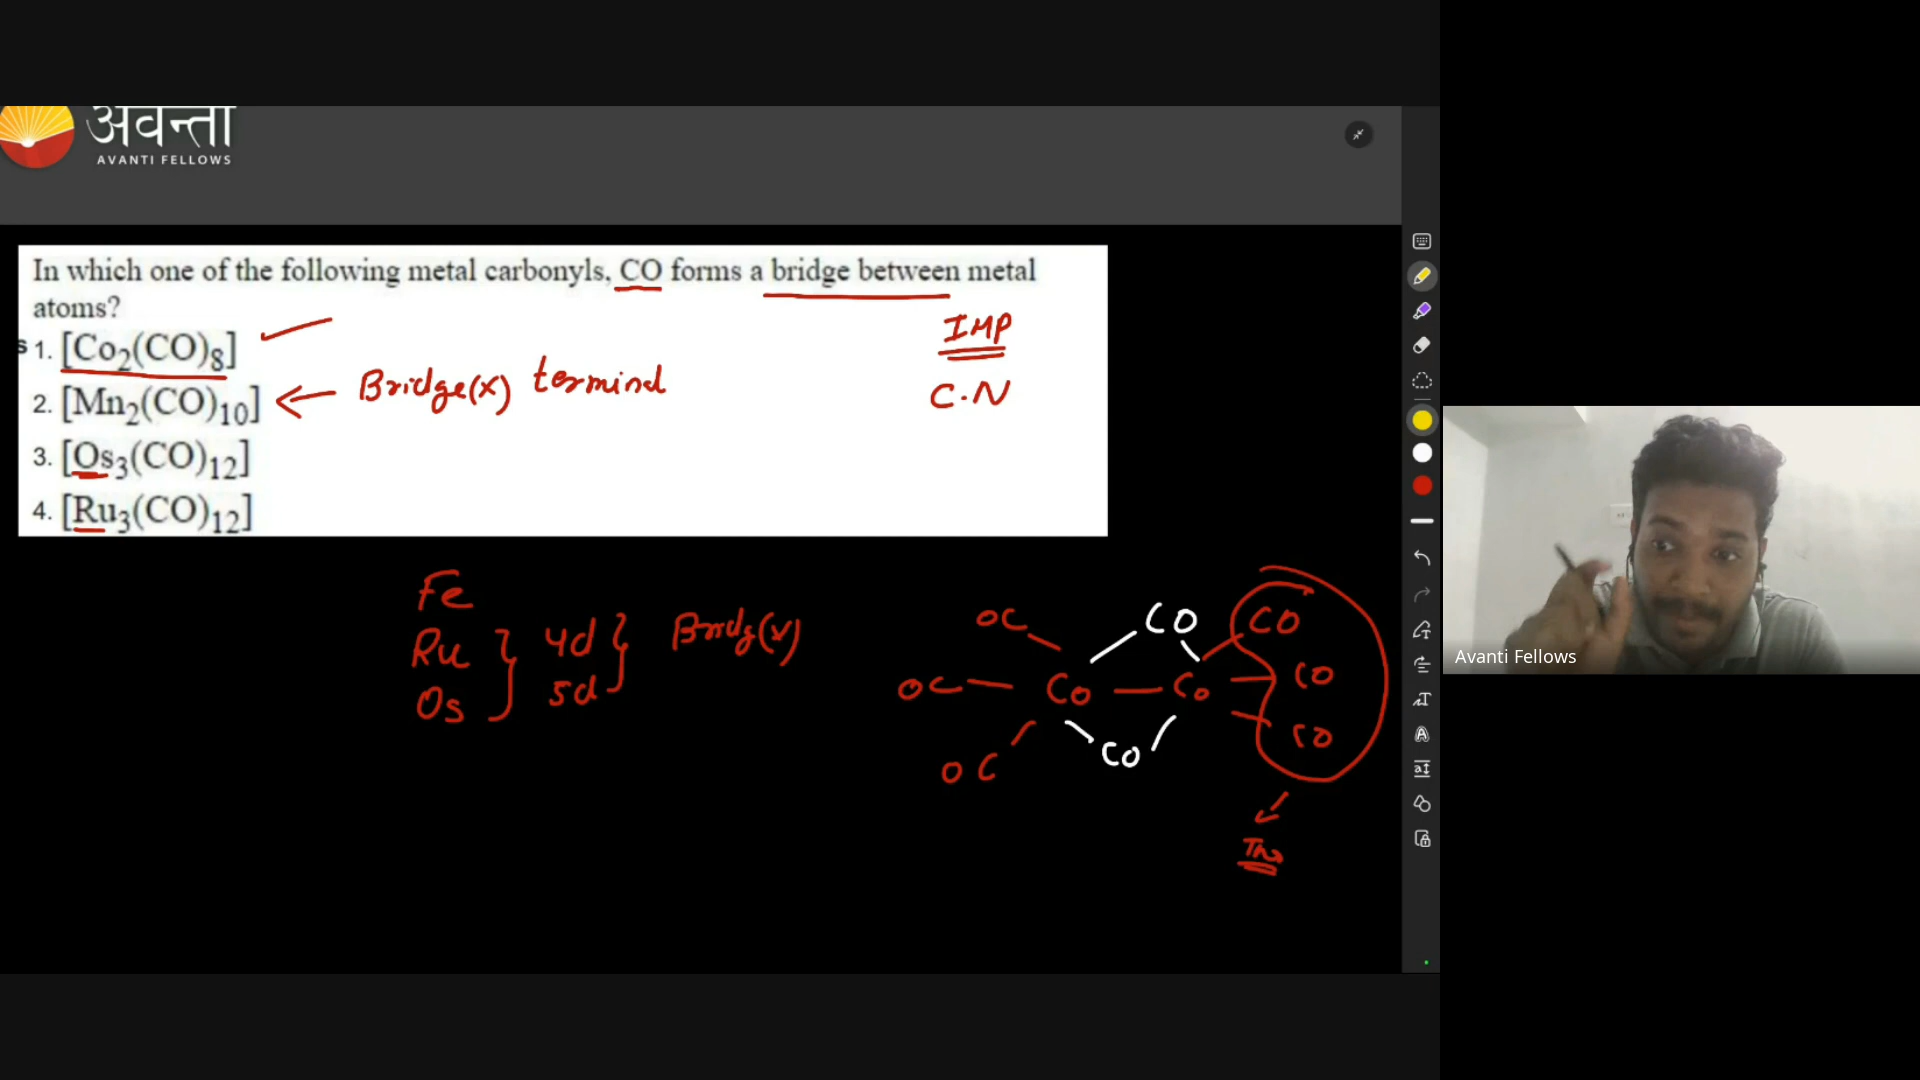 अवन्ती
AVANTI FELLOWS
In which one of the following metal carbonyls, CO forms a bridge between metal
atoms?
s 1. [Co₂(CO)₈]
2. [Mn₂(CO)₁₀]
3. [Os₃(CO)₁₂]
4. [Ru₃(CO)₁₂]
Bridge(x) terminal
IMP
C.N
Fe
Ru
Os
4d
5d
Bridg(x)
OC
CO
CO
OC
Co
Co
CO
OC
CO
CO
Avanti Fellows